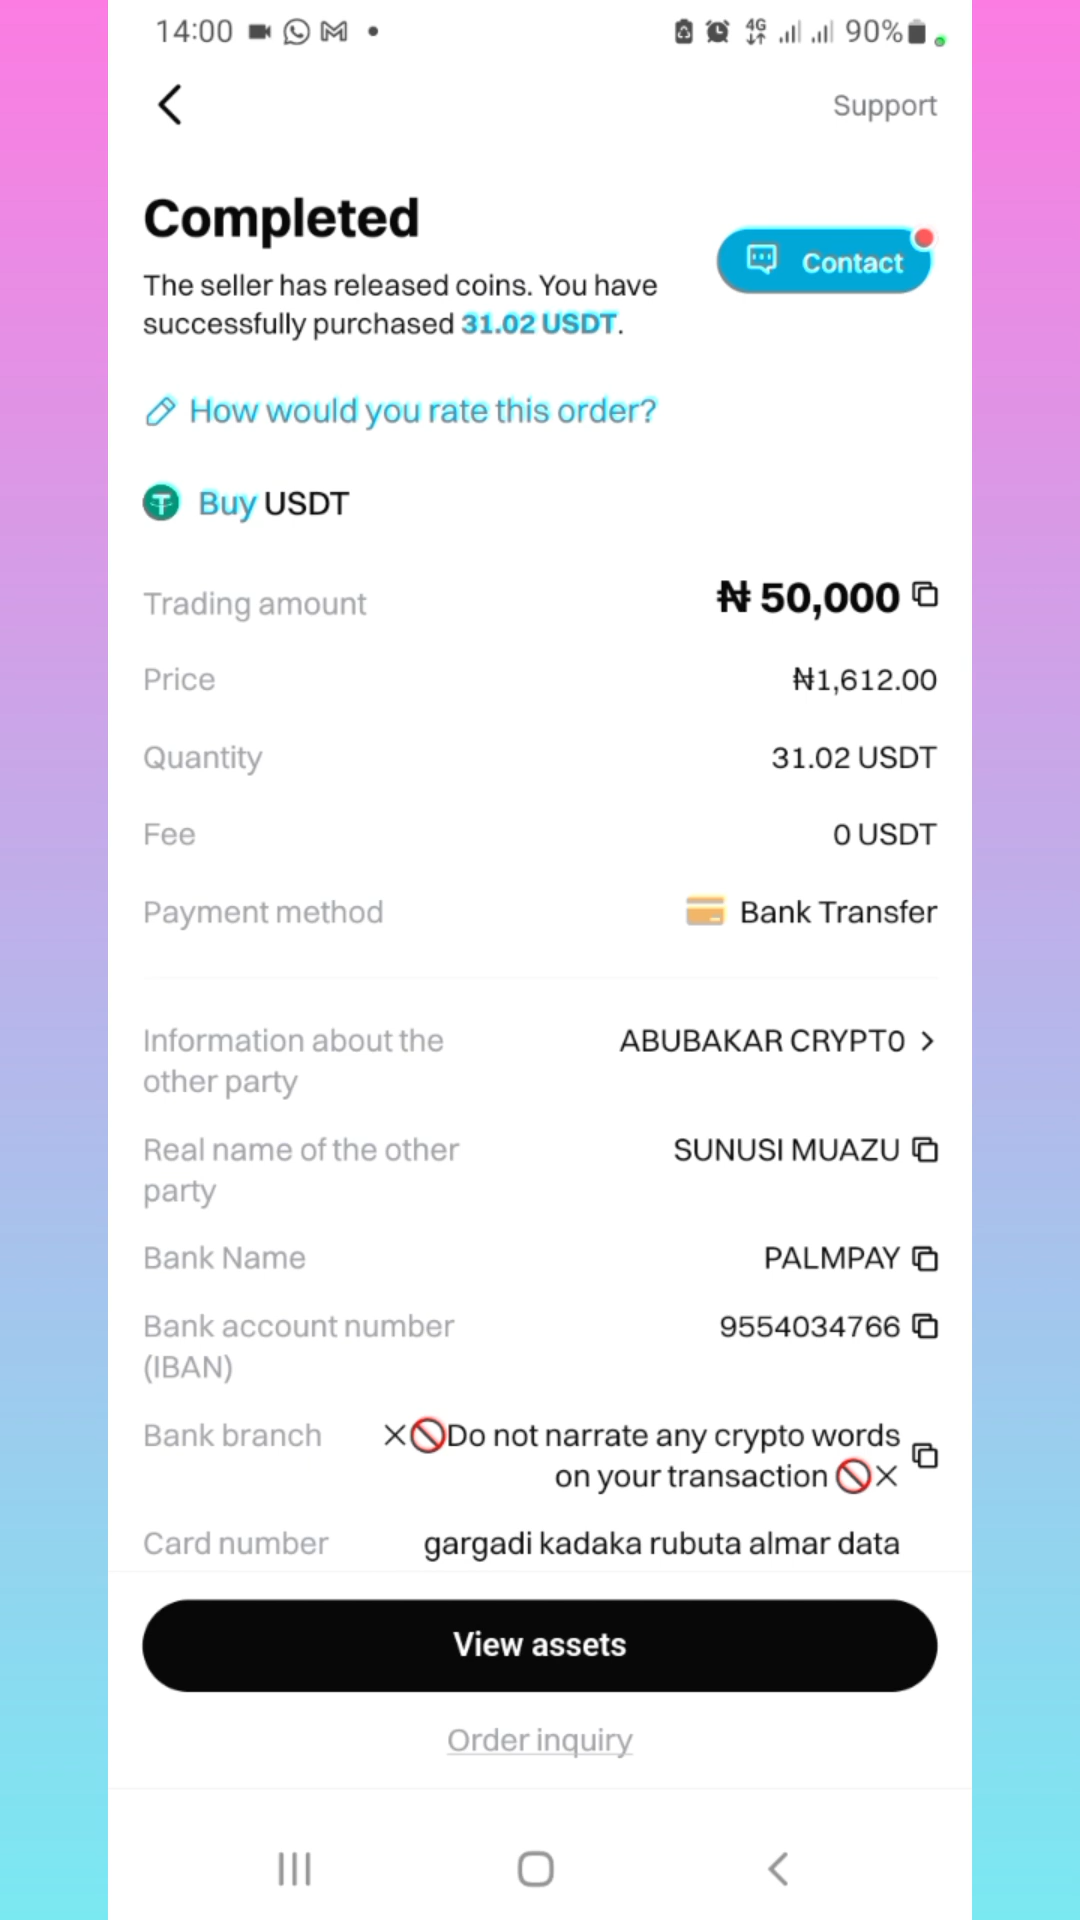 14:00
4G
90%
Support
Completed
Contact
The seller has released coins. You have
successfully purchased 31.02 USDT.
How would you rate this order?
Buy USDT
Trading amount
₦ 50,000
Price
₦1,612.00
Quantity
31.02 USDT
Fee
0 USDT
Payment method
Bank Transfer
Information about the
other party
ABUBAKAR CRYPT0
Real name of the other
party
SUNUSI MUAZU
Bank Name
PALMPAY
Bank account number
(IBAN)
9554034766
Bank branch
×🚫Do not narrate any crypto words
on your transaction 🚫×
Card number
gargadi kadaka rubuta almar data
View assets
Order inquiry